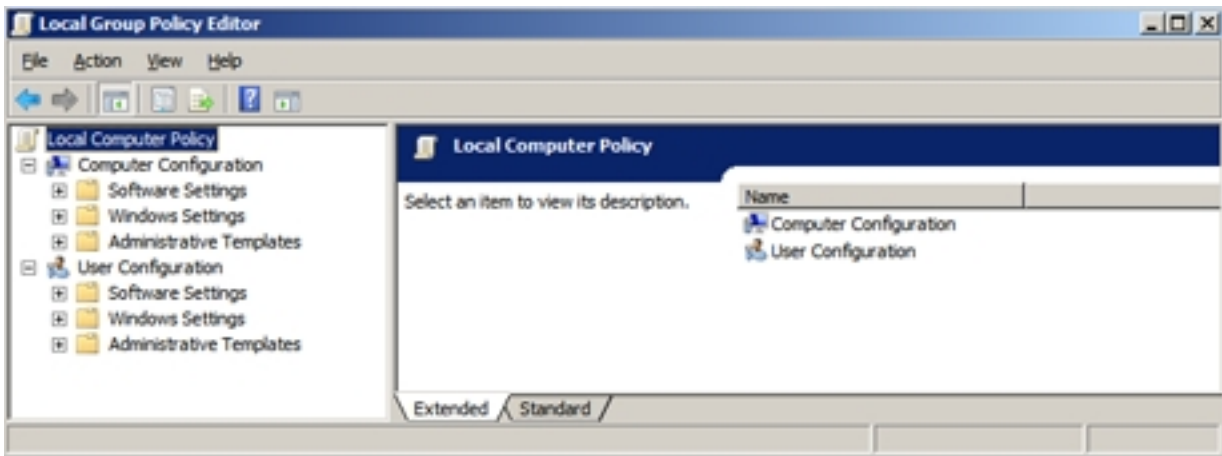 Local Group Policy Editor
File Action View Help
Local Computer Policy
Computer Configuration
Software Settings
Windows Settings
Administrative Templates
User Configuration
Software Settings
Windows Settings
Administrative Templates
Local Computer Policy
Select an item to view its description.
Name
Computer Configuration
User Configuration
Extended Standard